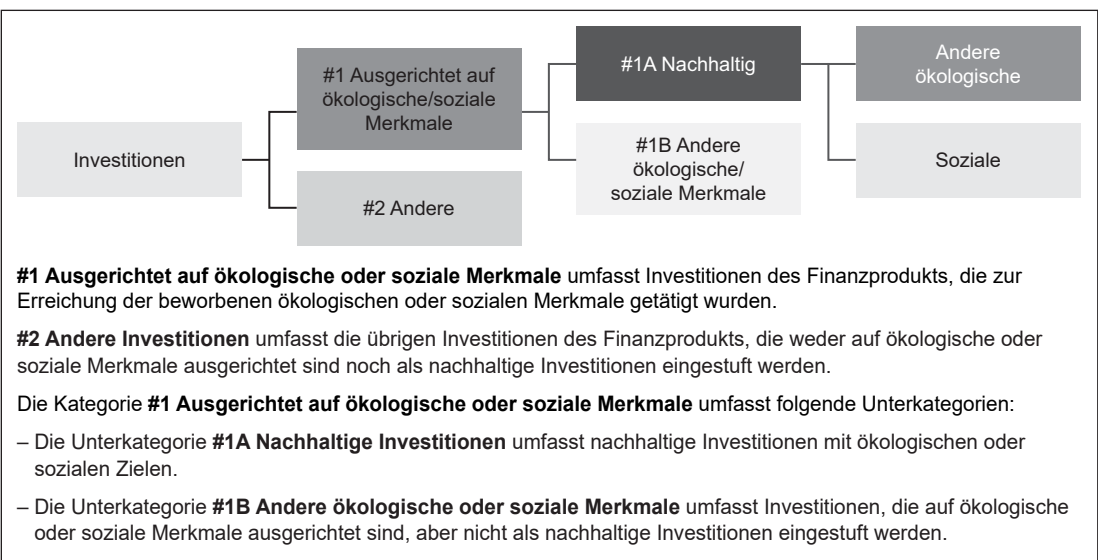 Investitionen
#1 Ausgerichtet auf
ökologische/soziale
Merkmale
#2 Andere
#1A Nachhaltig
#1B Andere
ökologische/
soziale Merkmale
Andere
ökologische
Soziale
#1 Ausgerichtet auf ökologische oder soziale Merkmale umfasst Investitionen des Finanzprodukts, die zur
Erreichung der beworbenen ökologischen oder sozialen Merkmale getätigt wurden.
#2 Andere Investitionen umfasst die übrigen Investitionen des Finanzprodukts, die weder auf ökologische oder
soziale Merkmale ausgerichtet sind noch als nachhaltige Investitionen eingestuft werden.
Die Kategorie #1 Ausgerichtet auf ökologische oder soziale Merkmale umfasst folgende Unterkategorien:
– Die Unterkategorie #1A Nachhaltige Investitionen umfasst nachhaltige Investitionen mit ökologischen oder
sozialen Zielen.
– Die Unterkategorie #1B Andere ökologische oder soziale Merkmale umfasst Investitionen, die auf ökologische
oder soziale Merkmale ausgerichtet sind, aber nicht als nachhaltige Investitionen eingestuft werden.